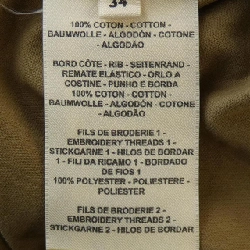 34
100% COTON - COTTON -
BAUMWOLLE - ALGODÓN - COTONE
- ALGODÃO
BORD CÔTE - RIB - SEITENRAND -
REMATE ELÁSTICO - ORLO A
COSTINE - PUNHO E BORDA
100% COTON - COTTON -
BAUMWOLLE - ALGODÓN - COTONE
- ALGODÃO
FILS DE BRODERIE 1 -
EMBROIDERY THREADS 1 -
STICKGARNE 1 - HILOS DE BORDAR
1 - FILI DA RICAMO 1 - BORDADO
DE FIOS 1
100% POLYESTER - POLIESTERE -
POLIÉSTER
FILS DE BRODERIE 2 -
EMBROIDERY THREADS 2 -
STICKGARNE 2 - HILOS DE BORDAR